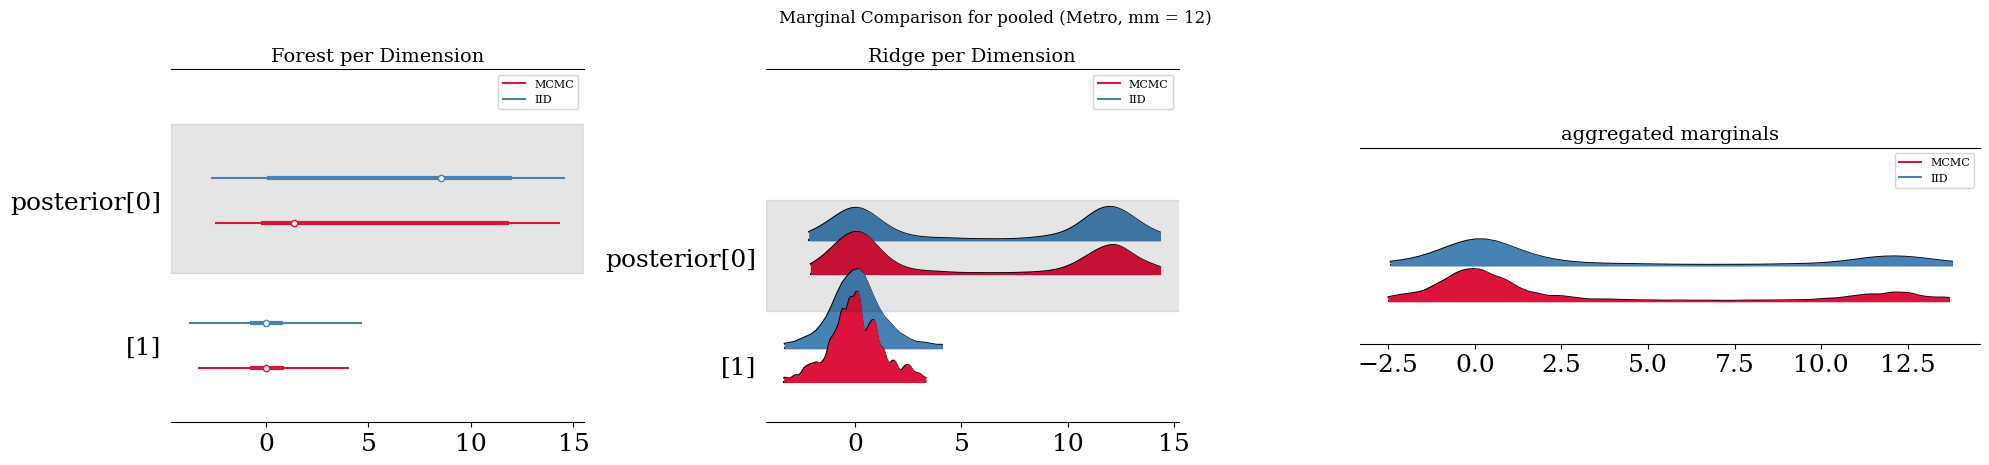 Marginal Comparison for pooled (Metro, mm = 12)
Forest per Dimension
MCMC
IID
posterior[0]
[1]
0 5 10 15
Ridge per Dimension
MCMC
IID
posterior[0]
[1]
0 5 10 15
aggregated marginals
MCMC
IID
−2.5 0.0 2.5 5.0 7.5 10.0 12.5